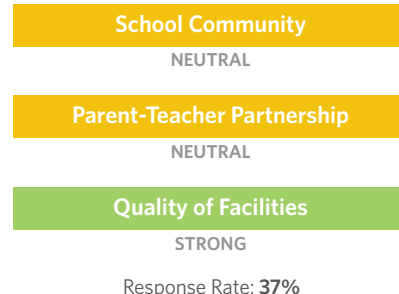 School Community
NEUTRAL
Parent-Teacher Partnership
NEUTRAL
Quality of Facilities
STRONG
Response Rate: 37%